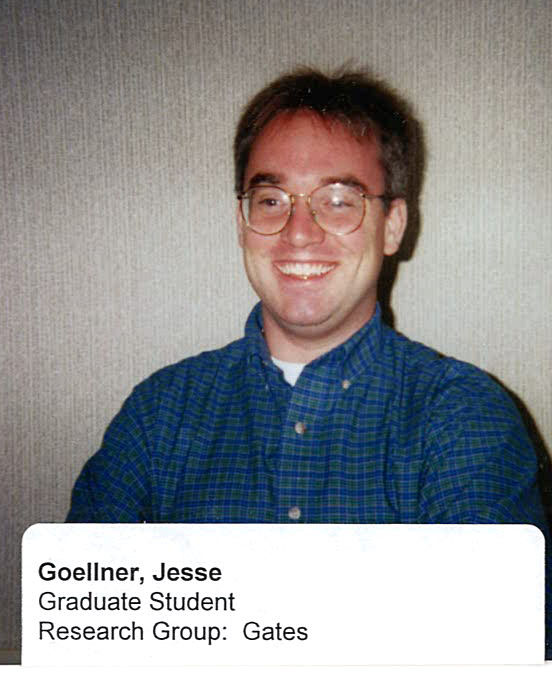 Goellner, Jesse
Graduate Student
Research Group:  Gates